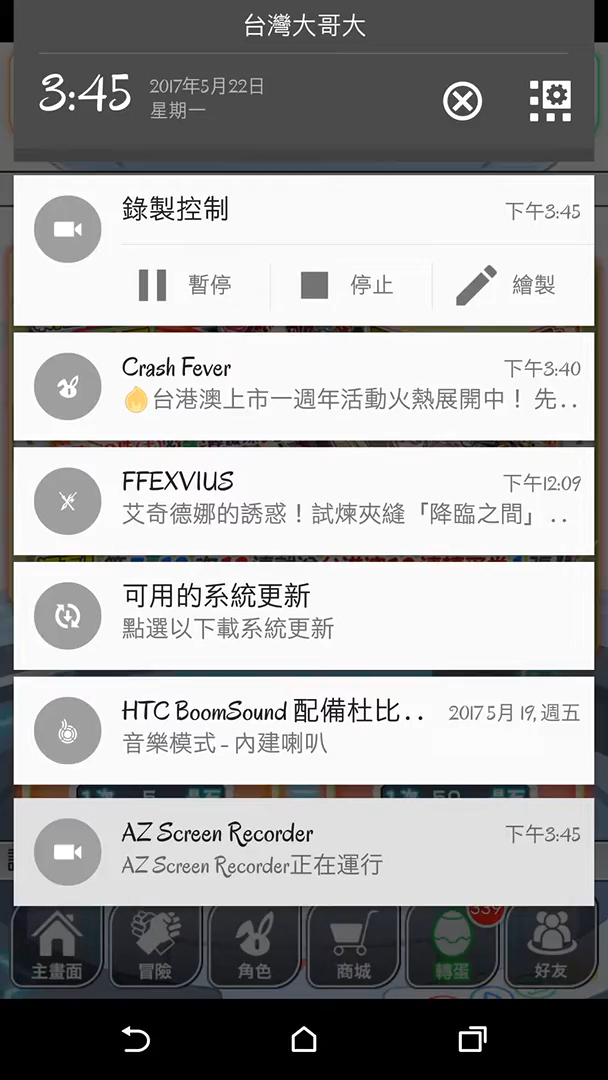 台灣大哥大
3:45
2017年5月22日
星期一
錄製控制
下午3:45
暫停
停止
繪製
Crash Fever
下午3:40
台港澳上市一週年活動火熱展開中！ 先..
FFEXVIUS
下午12:09
艾奇德娜的誘惑！試煉夾縫「降臨之間」..
可用的系統更新
點選以下載系統更新
HTC BoomSound 配備杜比..
2017 5月 19, 週五
音樂模式 - 內建喇叭
AZ Screen Recorder
下午3:45
AZ Screen Recorder正在運行
339
主畫面
冒險
角色
商城
轉蛋
好友